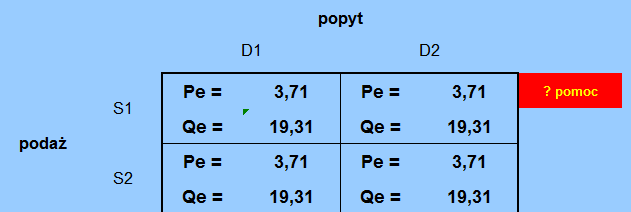 popyt
D1 D2
Pe = 3,71 Pe = 3,71 ? pomoc
S1
Qe = 19,31 Qe = 19,31
podaż
Pe = 3,71 Pe = 3,71
S2
Qe = 19,31 Qe = 19,31